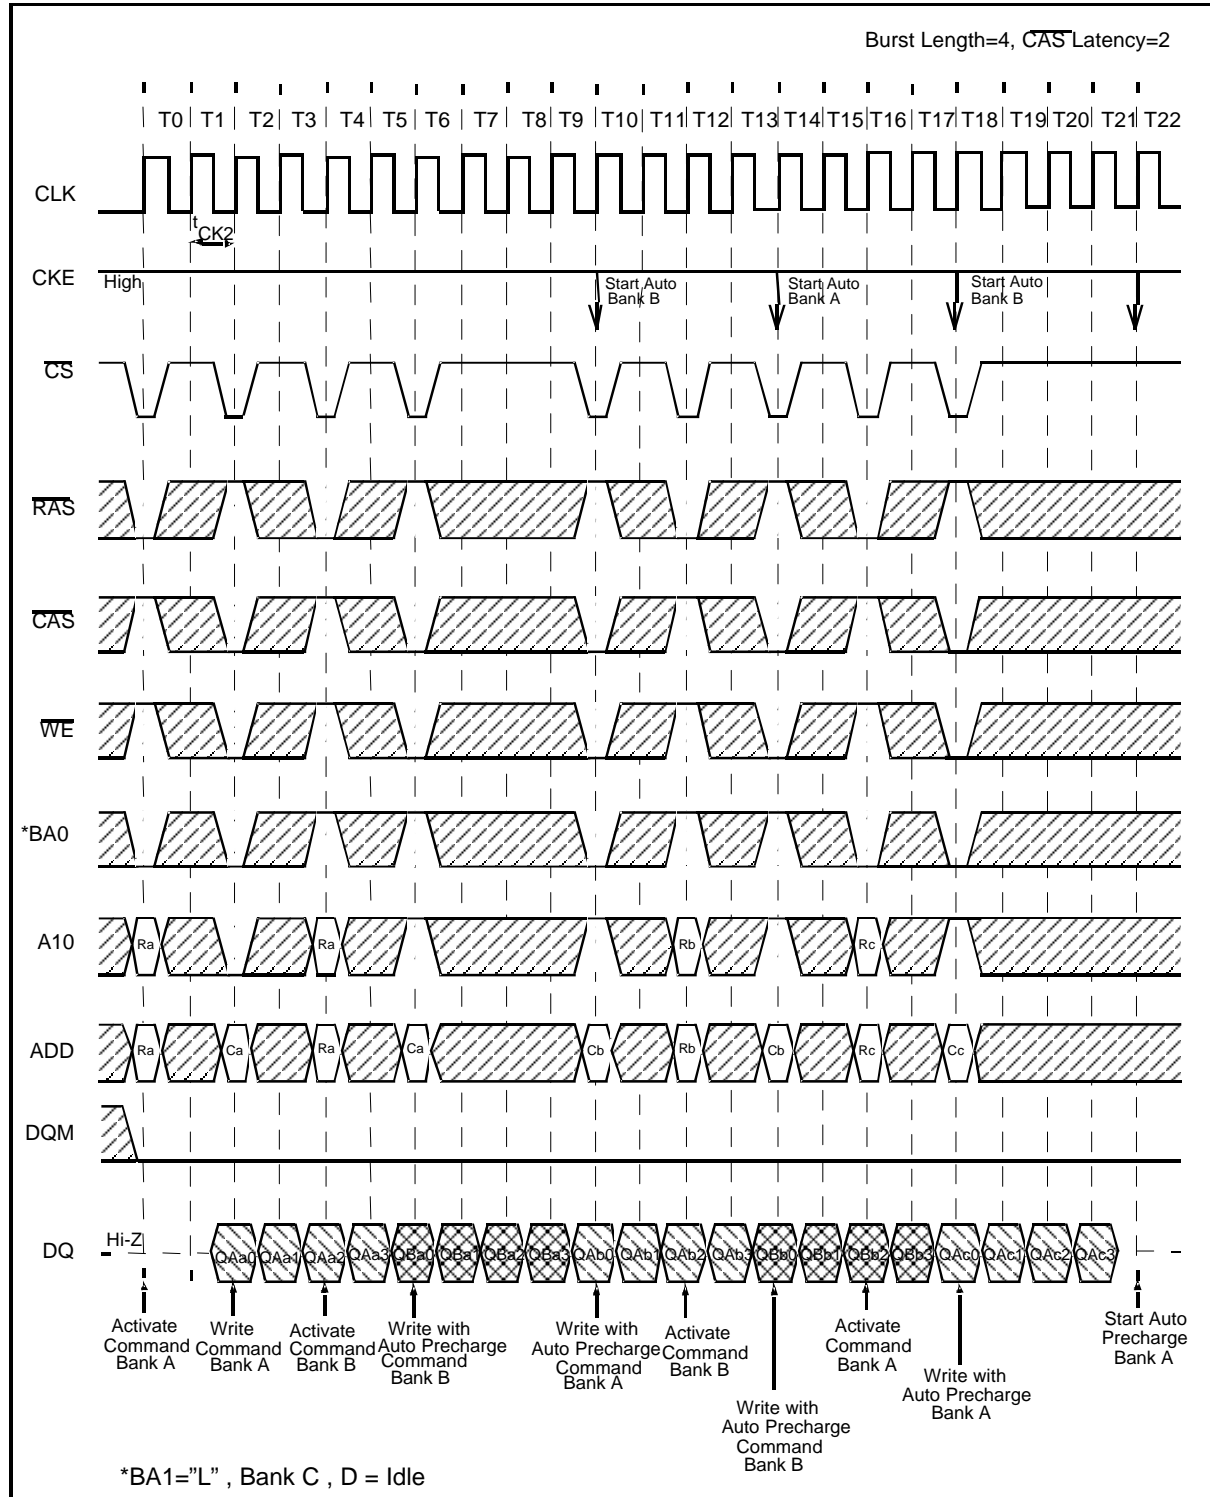 Burst Length=4, CAS Latency=2
T0 T1 T2 T3 T4 T5 T6 T7 T8 T9 T10 T11 T12 T13 T14 T15 T16 T17 T18 T19 T20 T21 T22
CLK
tCK2
CKE
High
Start Auto
Bank B
Start Auto
Bank A
Start Auto
Bank B
CS
RAS
CAS
WE
*BA0
A10
Ra Ra Rb Rc
ADD
Ra Ca Ra Ca Cb Rb Cb Rc Cc
DQM
DQ
Hi-Z
QAa0 QAa1 QAa2 QAa3 QBa0 QBa1 QBa2 QBa3 QAb0 QAb1 QAb2 QAb3 QBb0 QBb1 QBb2 QBb3 QAc0 QAc1 QAc2 QAc3
Activate
Command
Bank A
Write
Command
Bank A
Activate
Command
Bank B
Write with
Auto Precharge
Command
Bank B
Write with
Auto Precharge
Command
Bank A
Activate
Command
Bank B
Write with
Auto Precharge
Command
Bank B
Activate
Command
Bank A
Write with
Auto Precharge
Bank A
Start Auto
Precharge
Bank A
*BA1=”L” , Bank C , D = Idle